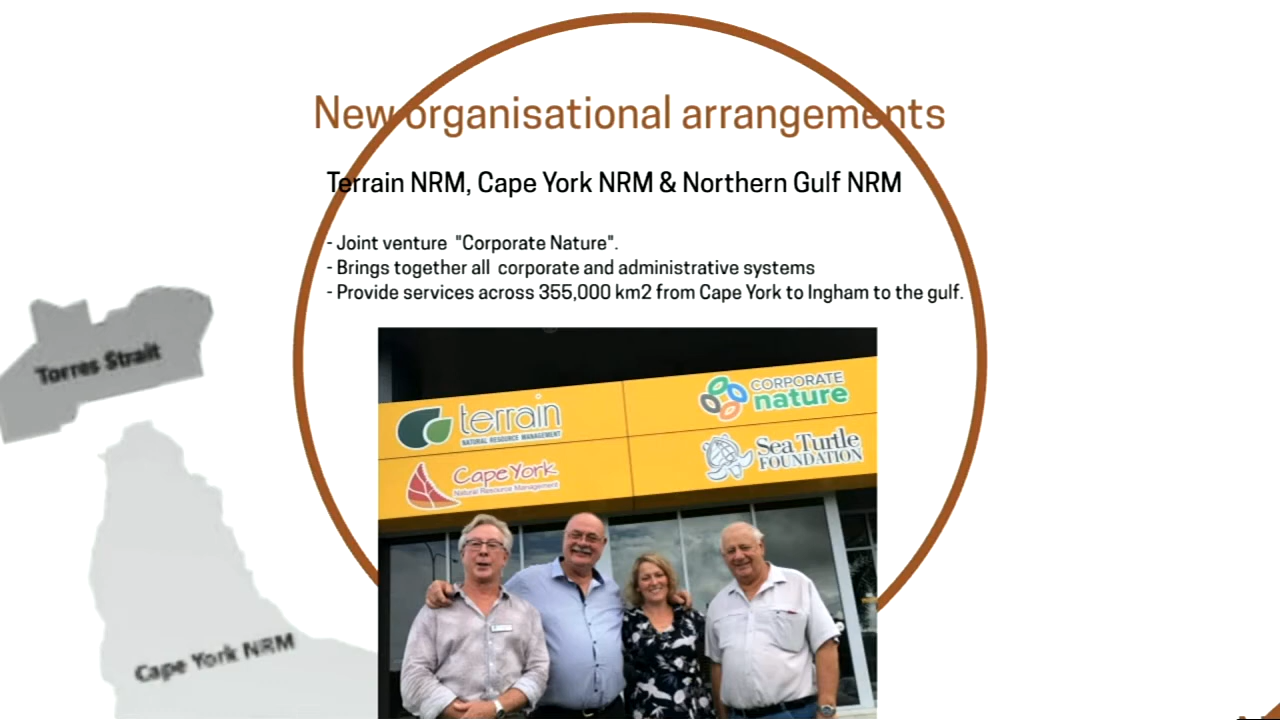 New organisational arrangements
Terrain NRM, Cape York NRM & Northern Gulf NRM
- Joint venture "Corporate Nature".
- Brings together all corporate and administrative systems
- Provide services across 355,000 km2 from Cape York to Ingham to the gulf.
Torres Strait
terrain
NATURAL RESOURCE MANAGEMENT
CORPORATE
nature
Cape York
Natural Resource Management
Sea Turtle
FOUNDATION
Cape York NRM